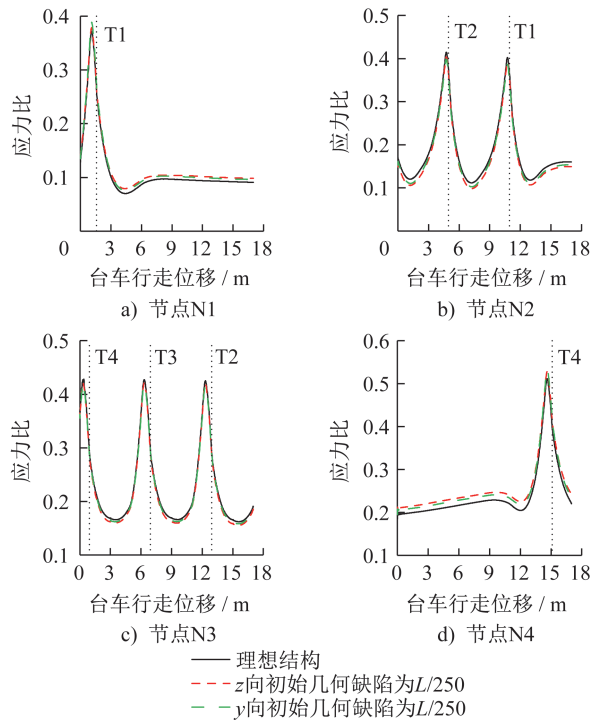 0.4
0.3
0.2
0.1
应力比
T1
0 3 6 9 12 15 18
台车行走位移 / m
a) 节点N1
0.5
0.4
0.3
0.2
0.1
应力比
T2 T1
0 3 6 9 12 15 18
台车行走位移 / m
b) 节点N2
0.5
0.4
0.3
0.2
0.1
应力比
T4 T3 T2
0 3 6 9 12 15 18
台车行走位移 / m
c) 节点N3
0.6
0.5
0.4
0.3
0.2
0.1
应力比
T4
0 3 6 9 12 15 18
台车行走位移 / m
d) 节点N4
理想结构
z向初始几何缺陷为L/250
y向初始几何缺陷为L/250